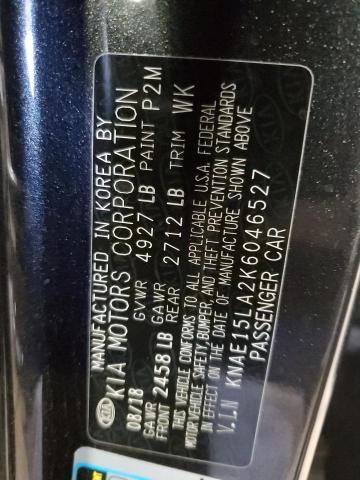 MANUFACTURED IN KOREA BY
KIA MOTORS CORPORATION
08/18 GVWR 4927 LB PAINT P2M
GAWR FRONT 2458 LB GAWR REAR 2712 LB TRIM WK
THIS VEHICLE CONFORMS TO ALL APPLICABLE U.S.A. FEDERAL
MOTOR VEHICLE SAFETY, BUMPER, AND THEFT PREVENTION STANDARDS
IN EFFECT ON THE DATE OF MANUFACTURE SHOWN ABOVE
V.I.N KNAE15LA2K6046527
PASSENGER CAR
KIA